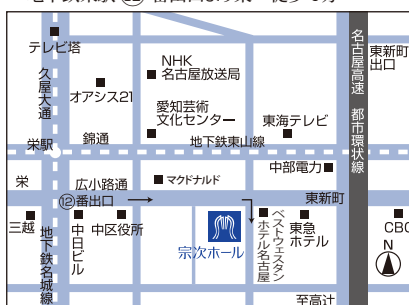 テレビ塔
NHK
名古屋放送局
東新町
出口
名古屋高速 都市環状線
久屋大通
オアシス21
愛知芸術
文化センター
東海テレビ
栄駅
錦通
地下鉄東山線
中部電力
栄
広小路通
マクドナルド
東新町
⑫番出口
三越
地下鉄名城線
中日ビル
中区役所
宗次ホール
ベストウェスタン
ホテル名古屋
東急
ホテル
CBC
N
至高辻